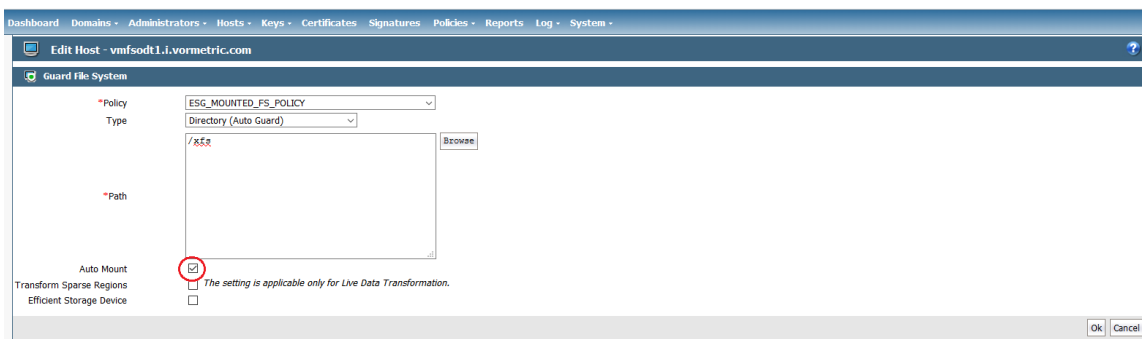 Dashboard Domains Administrators Hosts Keys Certificates Signatures Policies Reports Log System
Edit Host - vmfsodt1.i.vormetric.com
Guard File System
*Policy ESG_MOUNTED_FS_POLICY
Type Directory (Auto Guard)
/xfs Browse
*Path
Auto Mount
Transform Sparse Regions The setting is applicable only for Live Data Transformation.
Efficient Storage Device
Ok Cancel